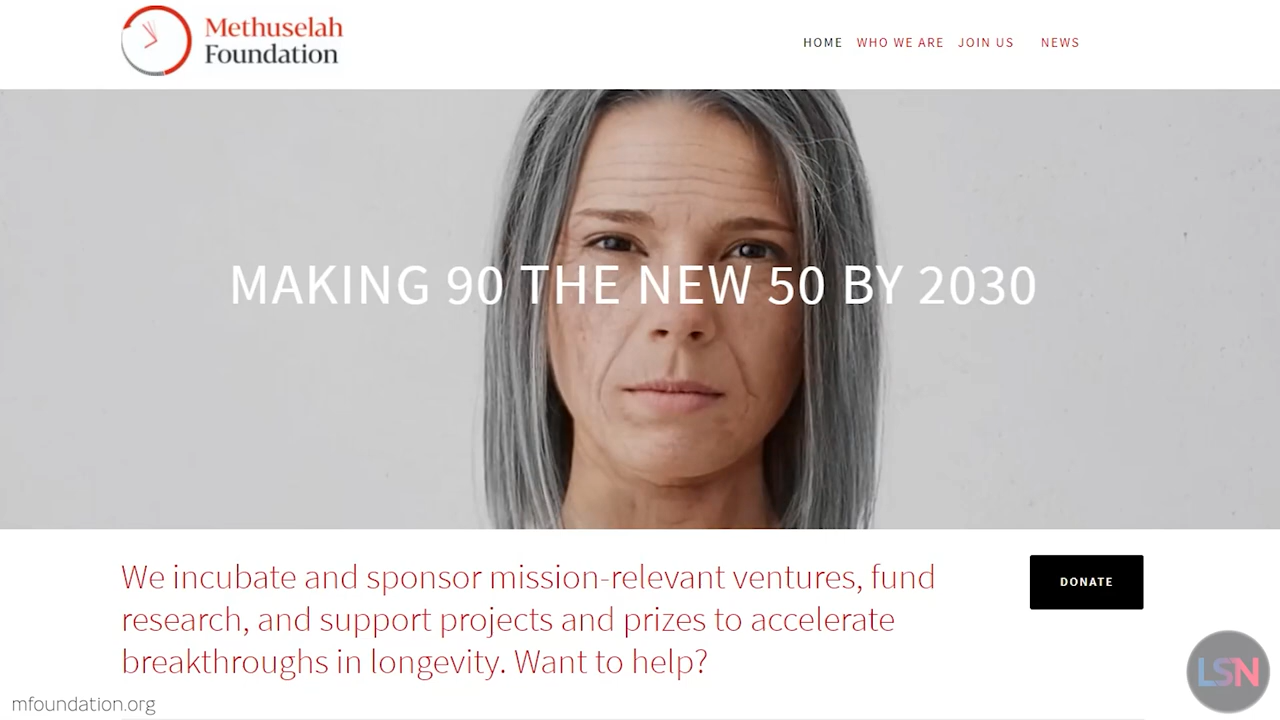 Methuselah
Foundation
HOME WHO WE ARE JOIN US NEWS
MAKING 90 THE NEW 50 BY 2030
We incubate and sponsor mission-relevant ventures, fund
research, and support projects and prizes to accelerate
breakthroughs in longevity. Want to help?
DONATE
LSN
mfoundation.org